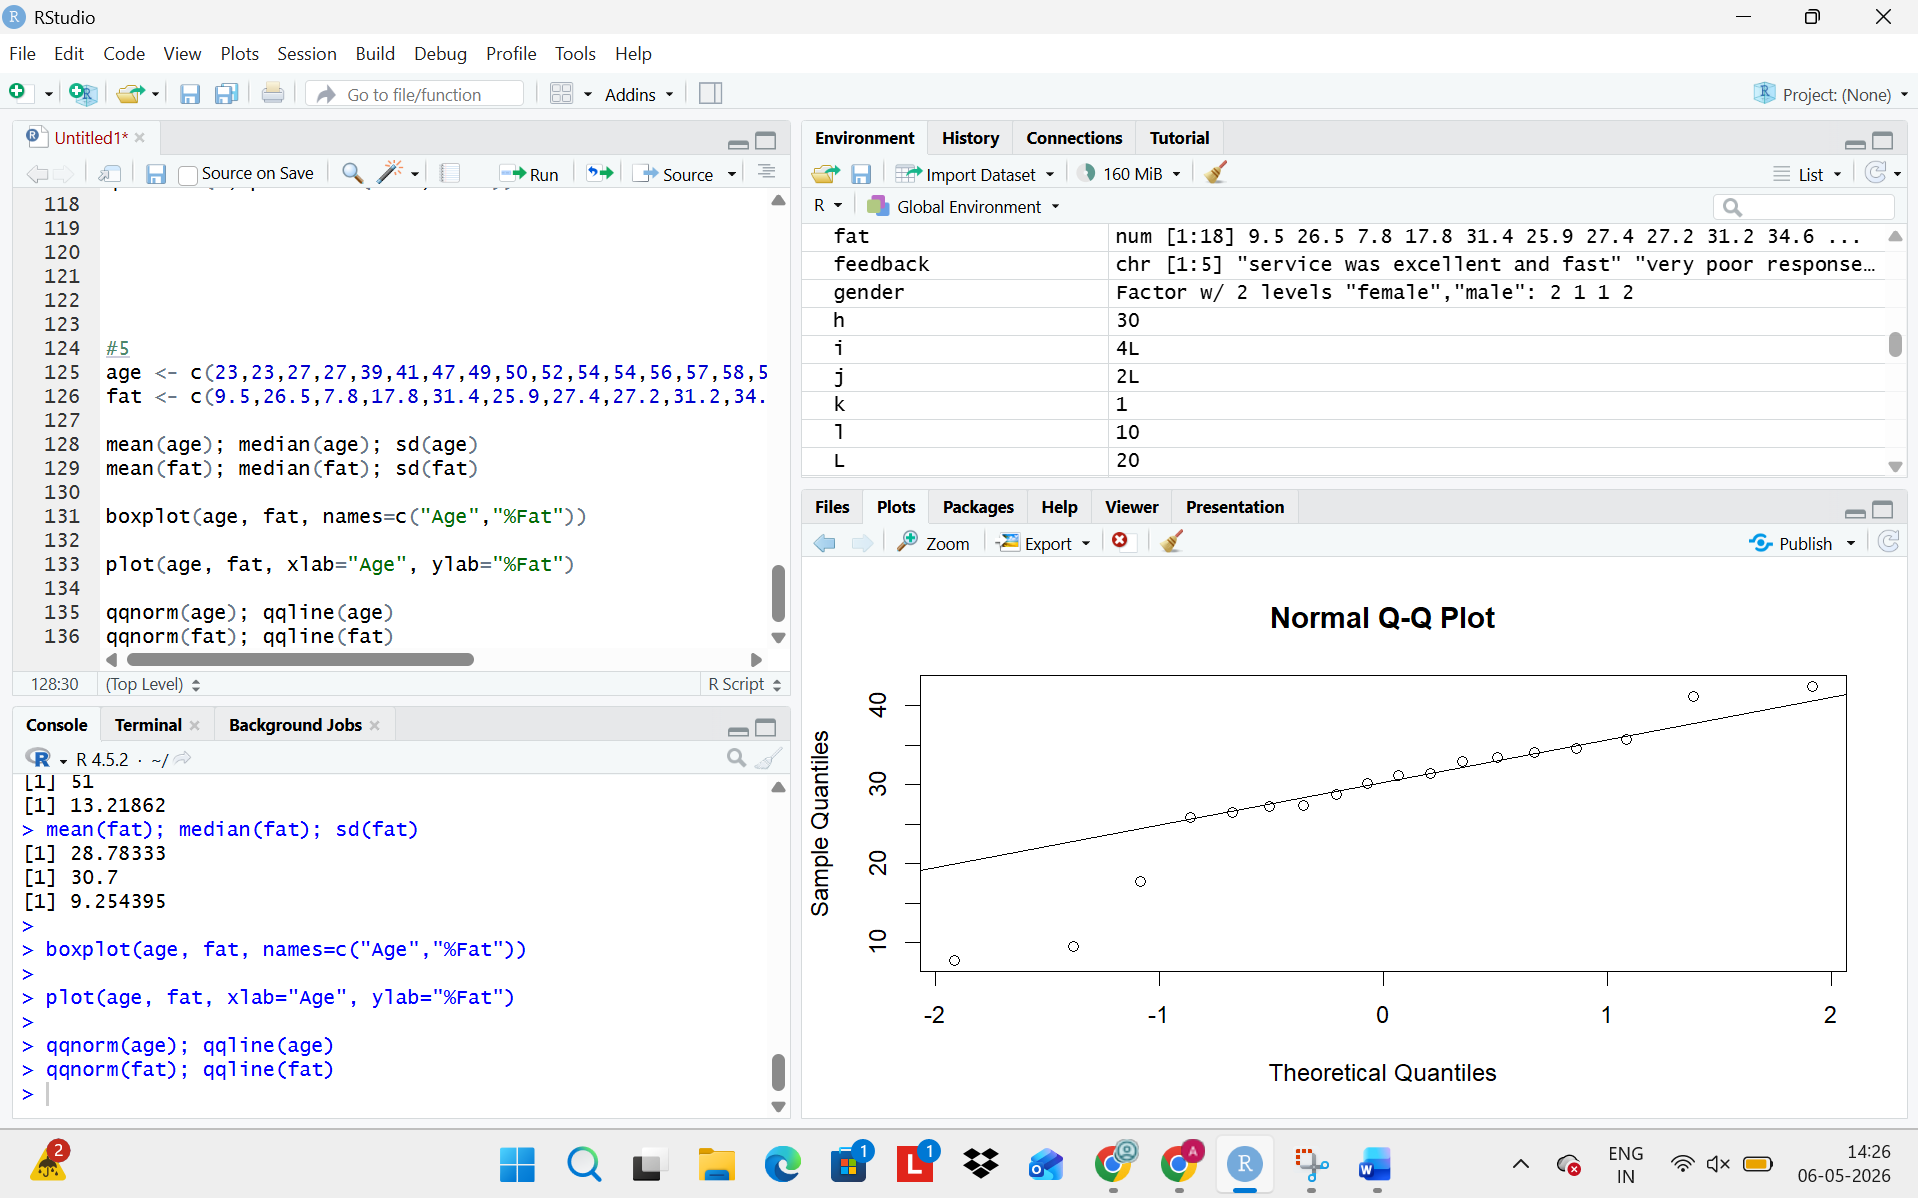 RStudio
File Edit Code View Plots Session Build Debug Profile Tools Help
Go to file/function Addins Project: (None)
Untitled1*
Source on Save Run Source
118
119
120
121
122
123
124 #5
125 age <- c(23,23,27,27,39,41,47,49,50,52,54,54,56,57,58,5
126 fat <- c(9.5,26.5,7.8,17.8,31.4,25.9,27.4,27.2,31.2,34.
127
128 mean(age); median(age); sd(age)
129 mean(fat); median(fat); sd(fat)
130
131 boxplot(age, fat, names=c("Age","%Fat"))
132
133 plot(age, fat, xlab="Age", ylab="%Fat")
134
135 qqnorm(age); qqline(age)
136 qqnorm(fat); qqline(fat)
128:30 (Top Level) R Script
Console Terminal Background Jobs
R 4.5.2 · ~/
[1] 51
[1] 13.21862
> mean(fat); median(fat); sd(fat)
[1] 28.78333
[1] 30.7
[1] 9.254395
>
> boxplot(age, fat, names=c("Age","%Fat"))
>
> plot(age, fat, xlab="Age", ylab="%Fat")
>
> qqnorm(age); qqline(age)
> qqnorm(fat); qqline(fat)
>
Environment History Connections Tutorial
Import Dataset 160 MiB List
R Global Environment
fat num [1:18] 9.5 26.5 7.8 17.8 31.4 25.9 27.4 27.2 31.2 34.6 ...
feedback chr [1:5] "service was excellent and fast" "very poor response…
gender Factor w/ 2 levels "female","male": 2 1 1 2
h 30
i 4L
j 2L
k 1
l 10
L 20
Files Plots Packages Help Viewer Presentation
Zoom Export Publish
Normal Q-Q Plot
Sample Quantiles
40
30
20
10
-2 -1 0 1 2
Theoretical Quantiles
2
1
L 1
A
R
W
ENG
IN
14:26
06-05-2026